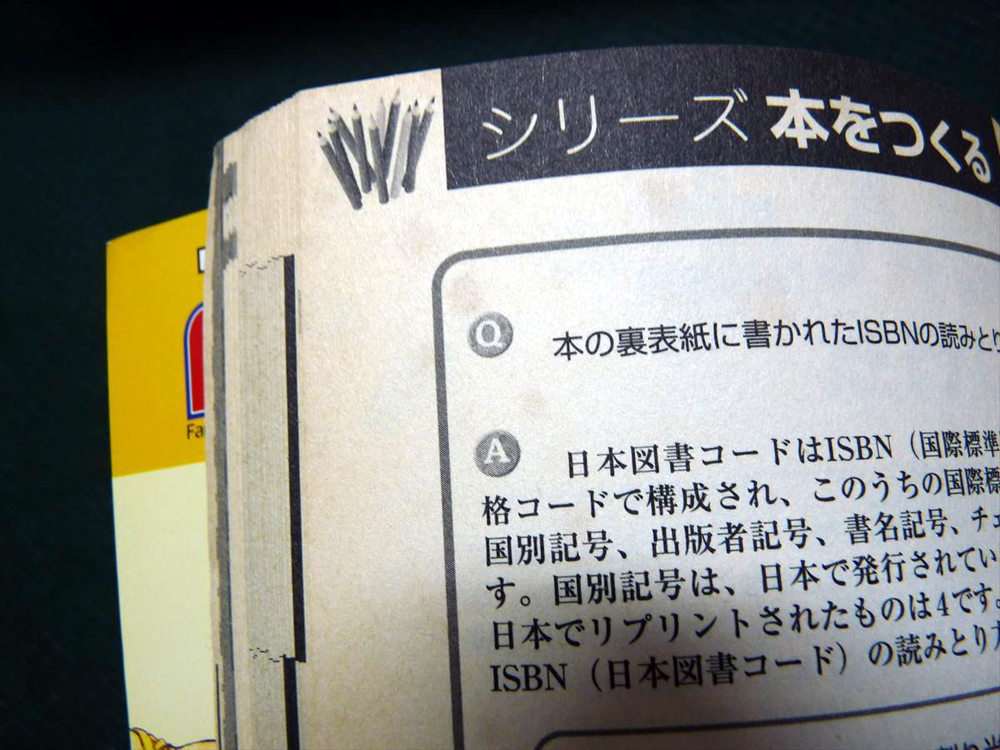 シリーズ 本をつくる
Q
本の裏表紙に書かれたISBNの読みと
A
日本図書コードはISBN（国際標準
格コードで構成され、このうちの国際標
国別記号、出版者記号、書名記号、チェ
す。国別記号は、日本で発行されてい
日本でリプリントされたものは4です。
ISBN（日本図書コード）の読みとり
Fa